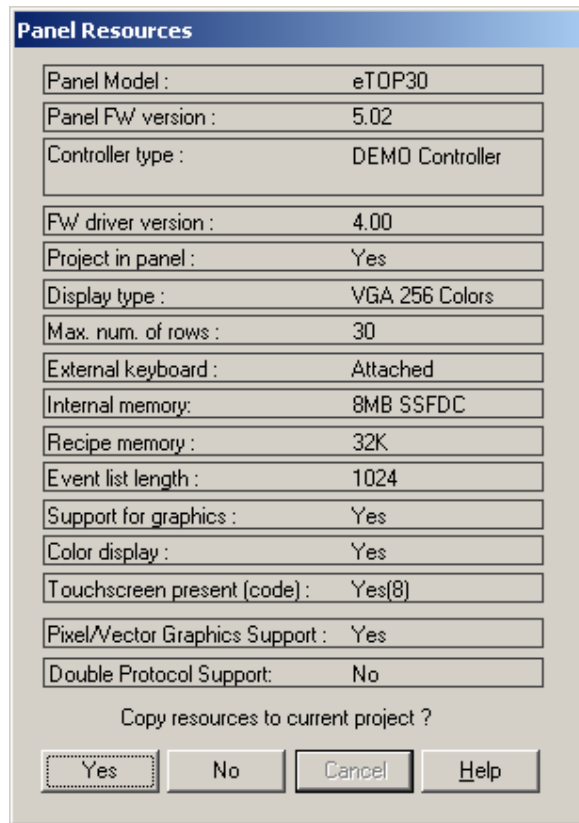 Panel Resources
Panel Model : eTOP30
Panel FW version : 5.02
Controller type : DEMO Controller
FW driver version : 4.00
Project in panel : Yes
Display type : VGA 256 Colors
Max. num. of rows : 30
External keyboard : Attached
Internal memory: 8MB SSFDC
Recipe memory : 32K
Event list length : 1024
Support for graphics : Yes
Color display : Yes
Touchscreen present (code) : Yes(8)
Pixel/Vector Graphics Support : Yes
Double Protocol Support: No
Copy resources to current project ?
Yes No Cancel Help